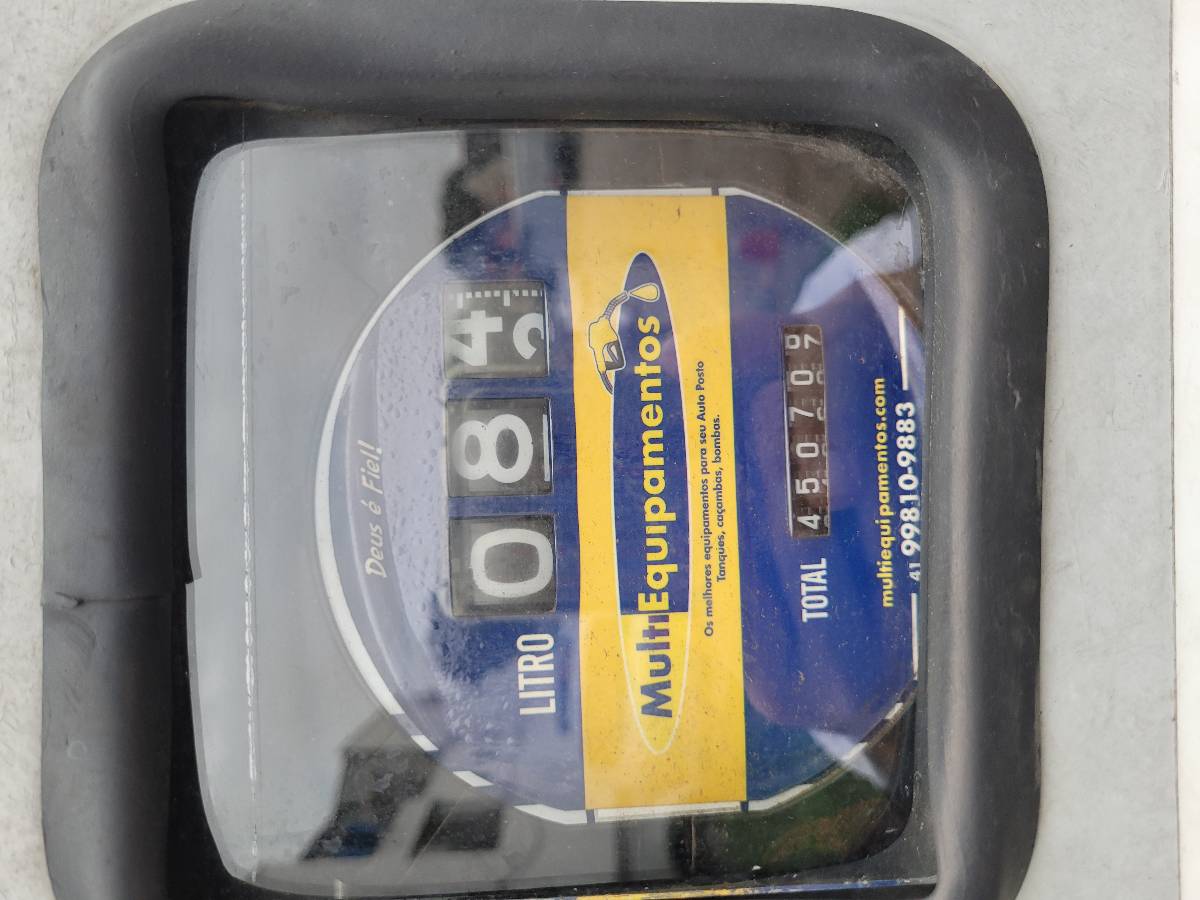 Deus é Fiel!
LITRO 084
MultiEquipamentos
Os melhores equipamentos para seu Auto Posto
Tanques, caçambas, bombas.
TOTAL 45070
multiequipamentos.com
41 99810-9883